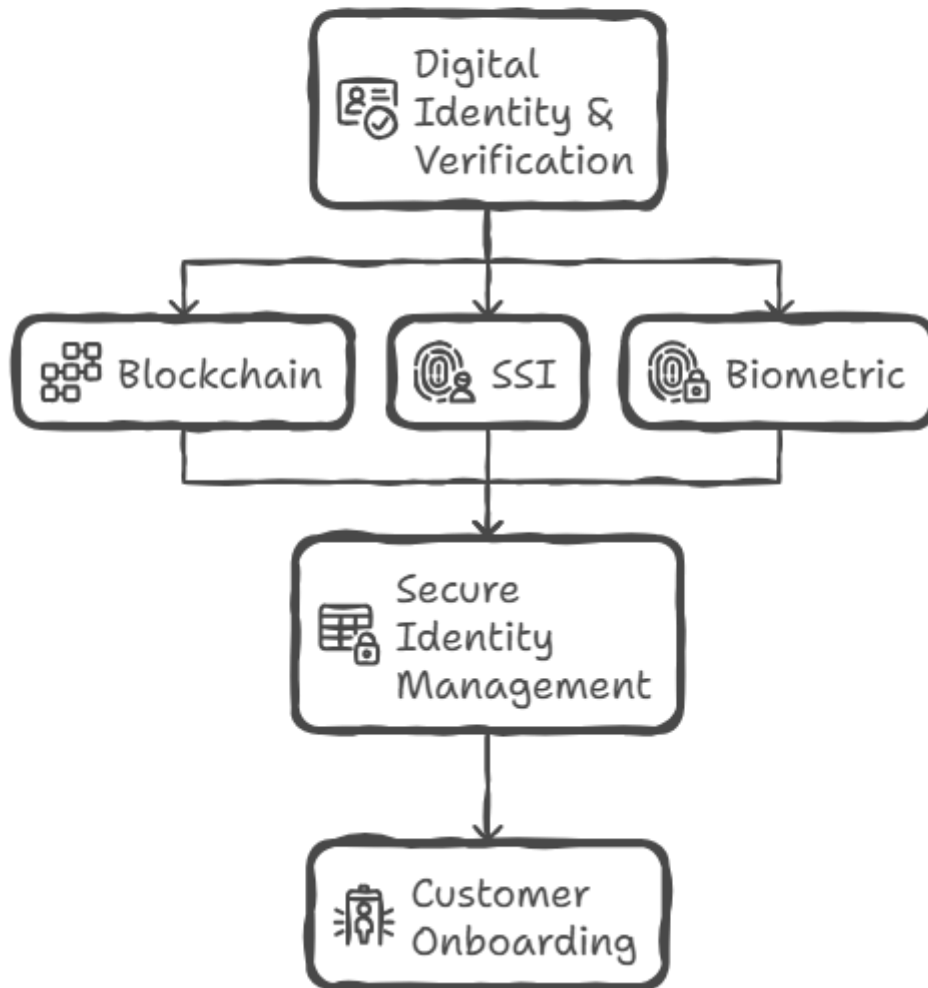 Digital
Identity &
Verification
Blockchain
SSI
Biometric
Secure
Identity
Management
Customer
Onboarding